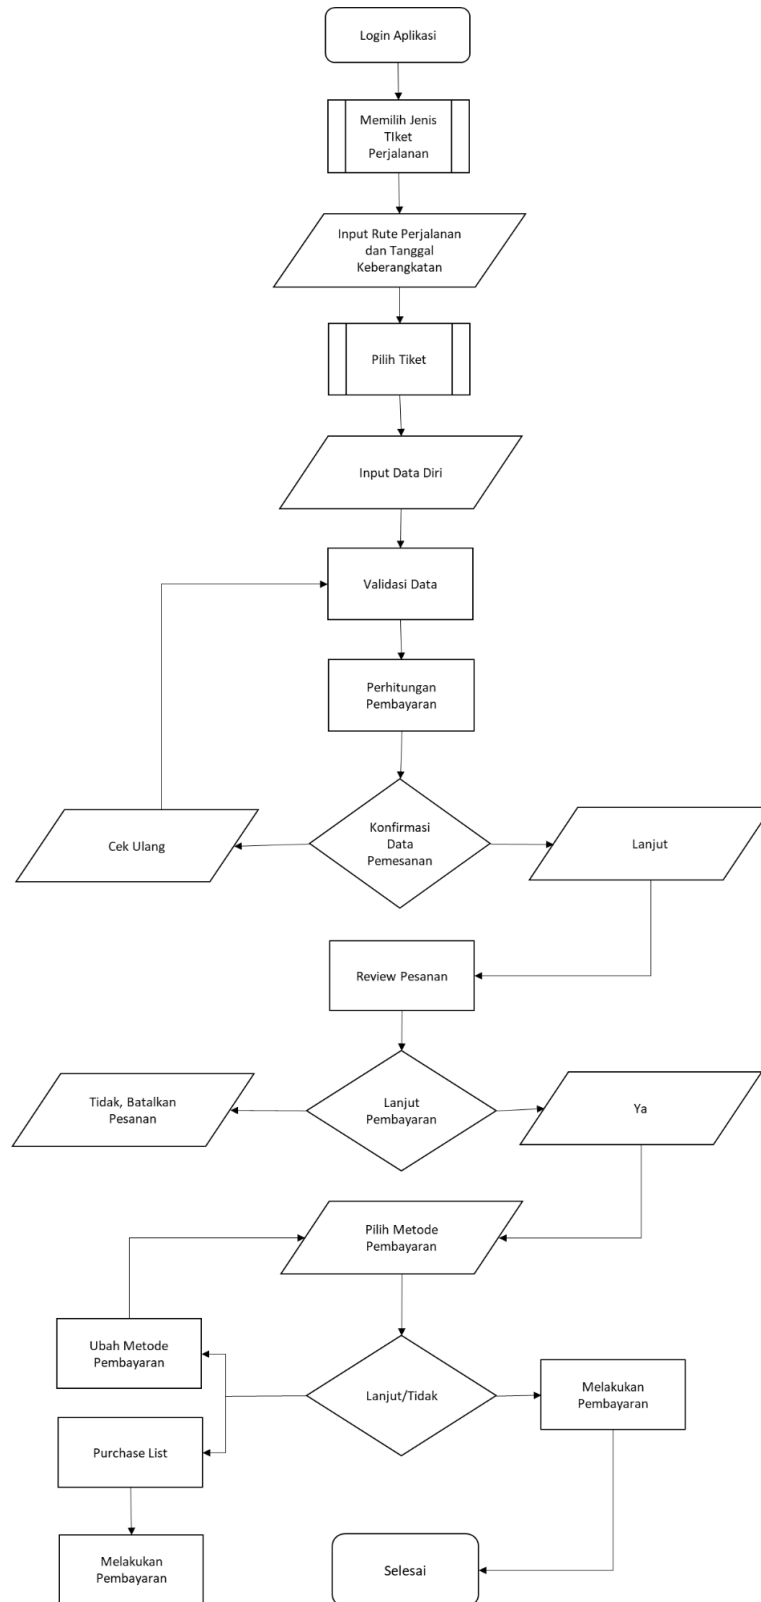 Login Aplikasi
Memilih Jenis
TIket
Perjalanan
Input Rute Perjalanan
dan Tanggal
Keberangkatan
Pilih Tiket
Input Data Diri
Validasi Data
Perhitungan
Pembayaran
Konfirmasi
Data
Pemesanan
Cek Ulang
Lanjut
Review Pesanan
Lanjut
Pembayaran
Tidak, Batalkan
Pesanan
Ya
Pilih Metode
Pembayaran
Ubah Metode
Pembayaran
Lanjut/Tidak
Melakukan
Pembayaran
Purchase List
Melakukan
Pembayaran
Selesai